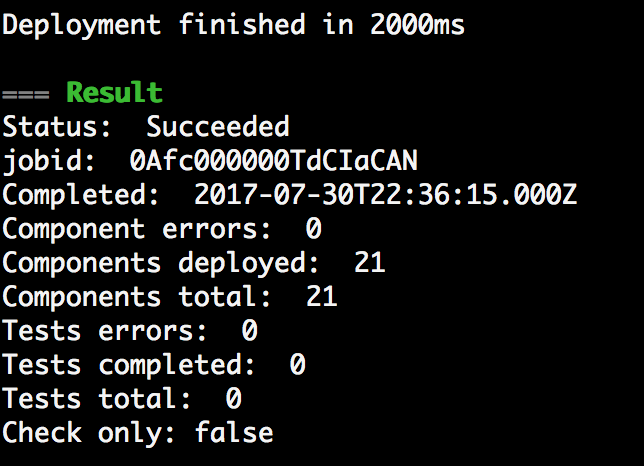 Deployment finished in 2000ms
=== Result
Status:  Succeeded
jobid:  0Afc000000TdCIaCAN
Completed:  2017-07-30T22:36:15.000Z
Component errors:  0
Components deployed:  21
Components total:  21
Tests errors:  0
Tests completed:  0
Tests total:  0
Check only: false